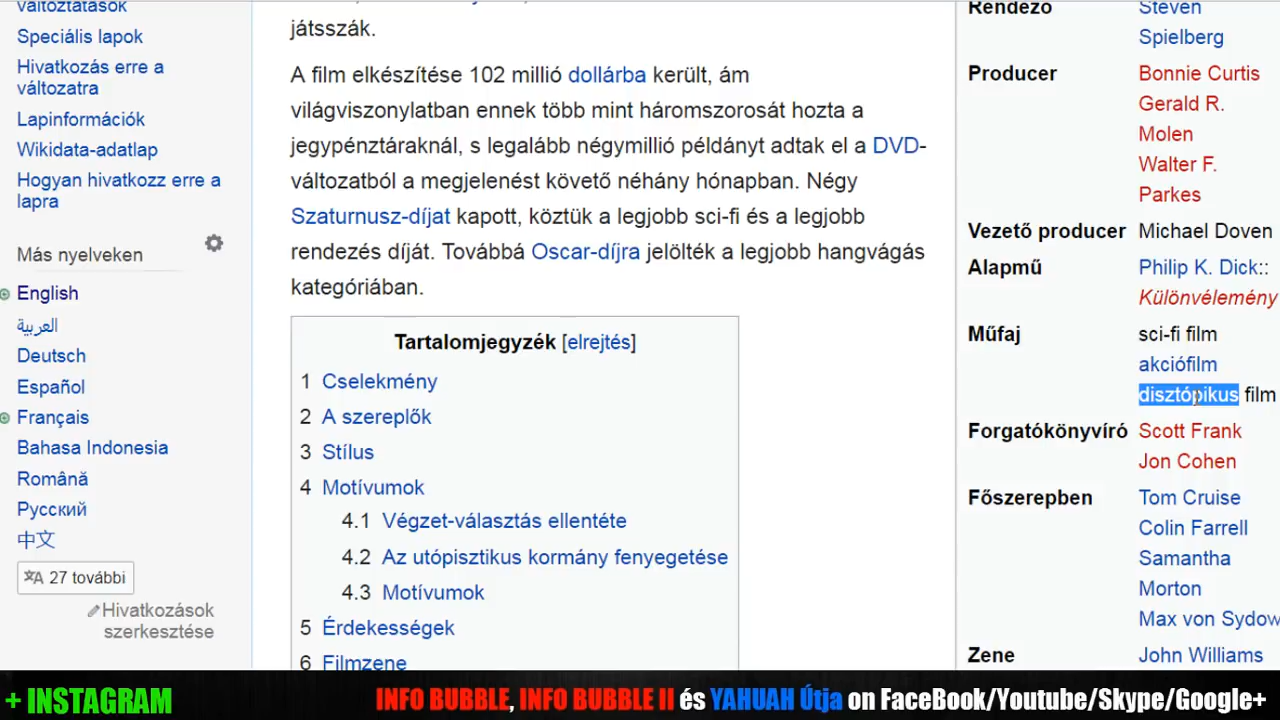 változtatások
Speciális lapok
Hivatkozás erre a
változatra
Lapinformációk
Wikidata-adatlap
Hogyan hivatkozz erre a
lapra
Más nyelveken
English
العربية
Deutsch
Español
Français
Bahasa Indonesia
Română
Русский
中文
27 további
Hivatkozások
szerkesztése
játsszák.
A film elkészítése 102 millió dollárba került, ám
világviszonylatban ennek több mint háromszorosát hozta a
jegypénztáraknál, s legalább négymillió példányt adtak el a DVD-
változatból a megjelenést követő néhány hónapban. Négy
Szaturnusz-díjat kapott, köztük a legjobb sci-fi és a legjobb
rendezés díját. Továbbá Oscar-díjra jelölték a legjobb hangvágás
kategóriában.
Tartalomjegyzék [elrejtés]
1 Cselekmény
2 A szereplők
3 Stílus
4 Motívumok
4.1 Végzet-választás ellentéte
4.2 Az utópisztikus kormány fenyegetése
4.3 Motívumok
5 Érdekességek
6 Filmzene
Rendező Steven
Spielberg
Producer Bonnie Curtis
Gerald R.
Molen
Walter F.
Parkes
Vezető producer Michael Doven
Alapmű Philip K. Dick::
Különvélemény
Műfaj sci-fi film
akciófilm
disztópikus film
Forgatókönyvíró Scott Frank
Jon Cohen
Főszerepben Tom Cruise
Colin Farrell
Samantha
Morton
Max von Sydow
Zene John Williams
+ INSTAGRAM INFO BUBBLE, INFO BUBBLE II és YAHUAH Útja on FaceBook/Youtube/Skype/Google+